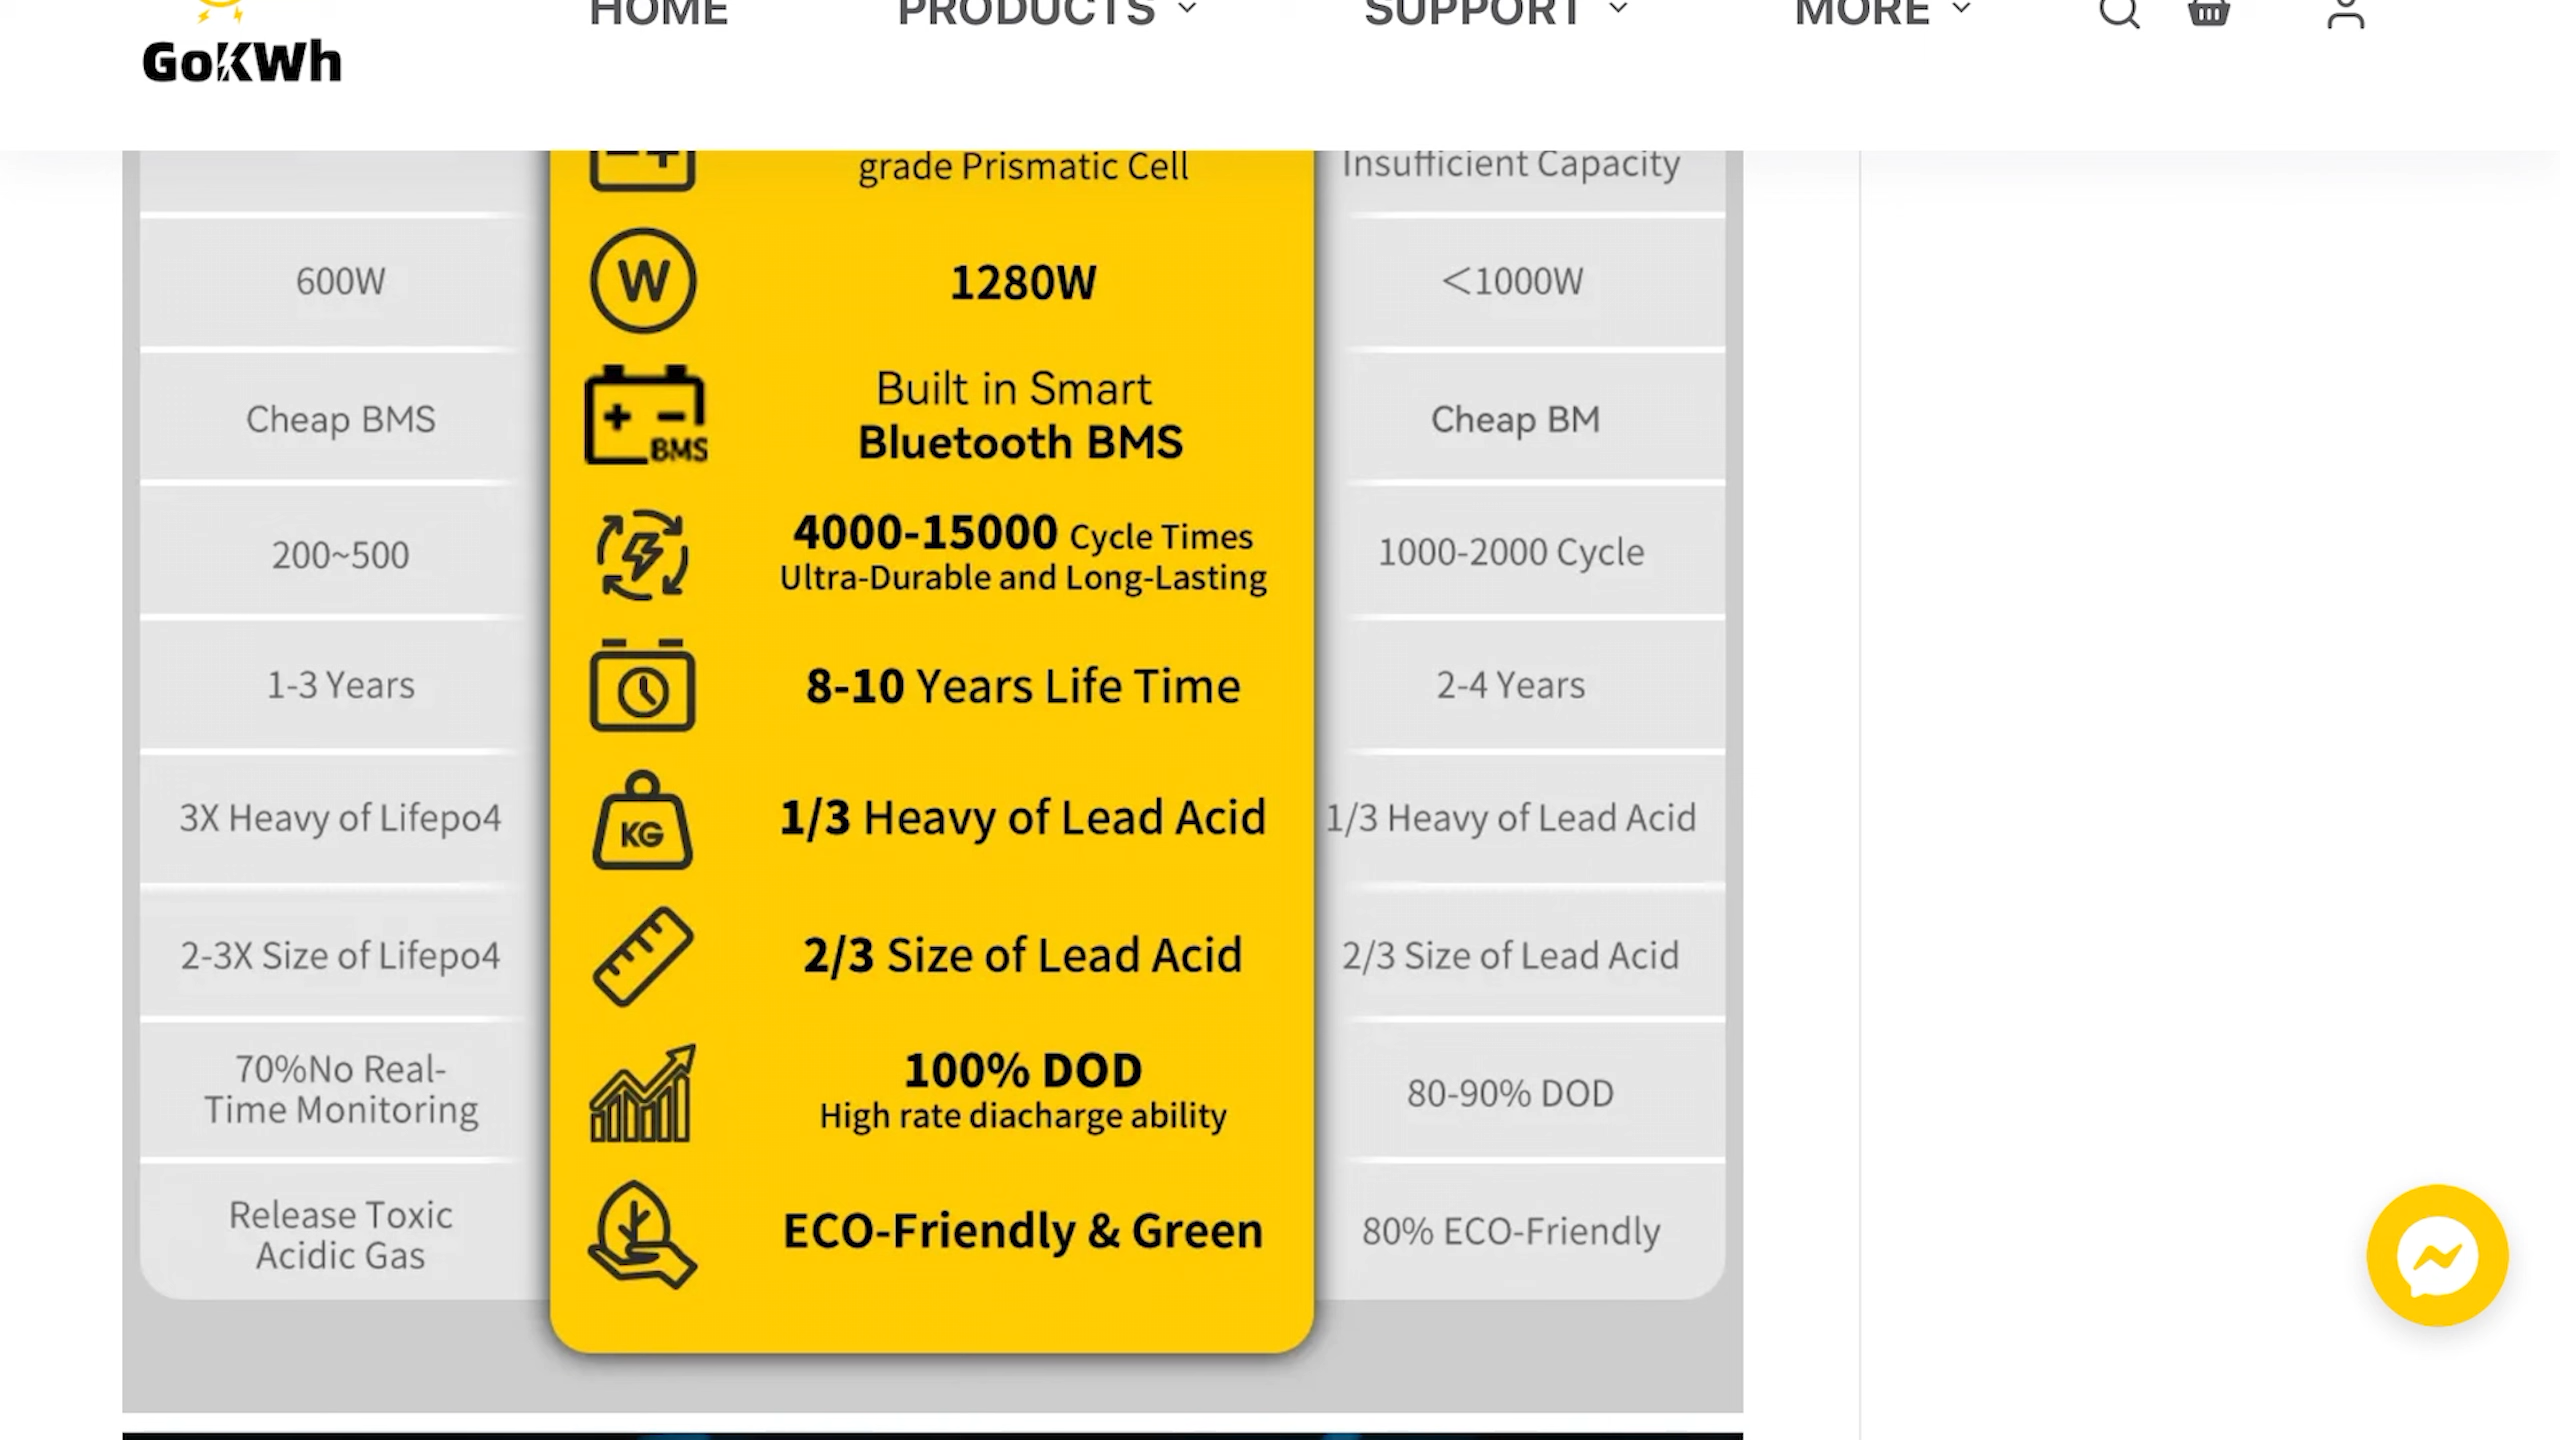 HOME PRODUCTS SUPPORT MORE
GoKWh
grade Prismatic Cell
Insufficient Capacity
600W
W
1280W
<1000W
Cheap BMS
BMS
Built in Smart
Bluetooth BMS
Cheap BM
200~500
4000-15000 Cycle Times
Ultra-Durable and Long-Lasting
1000-2000 Cycle
1-3 Years
8-10 Years Life Time
2-4 Years
3X Heavy of Lifepo4
KG
1/3 Heavy of Lead Acid
1/3 Heavy of Lead Acid
2-3X Size of Lifepo4
2/3 Size of Lead Acid
2/3 Size of Lead Acid
70%No Real-
Time Monitoring
100% DOD
High rate diacharge ability
80-90% DOD
Release Toxic
Acidic Gas
ECO-Friendly & Green
80% ECO-Friendly